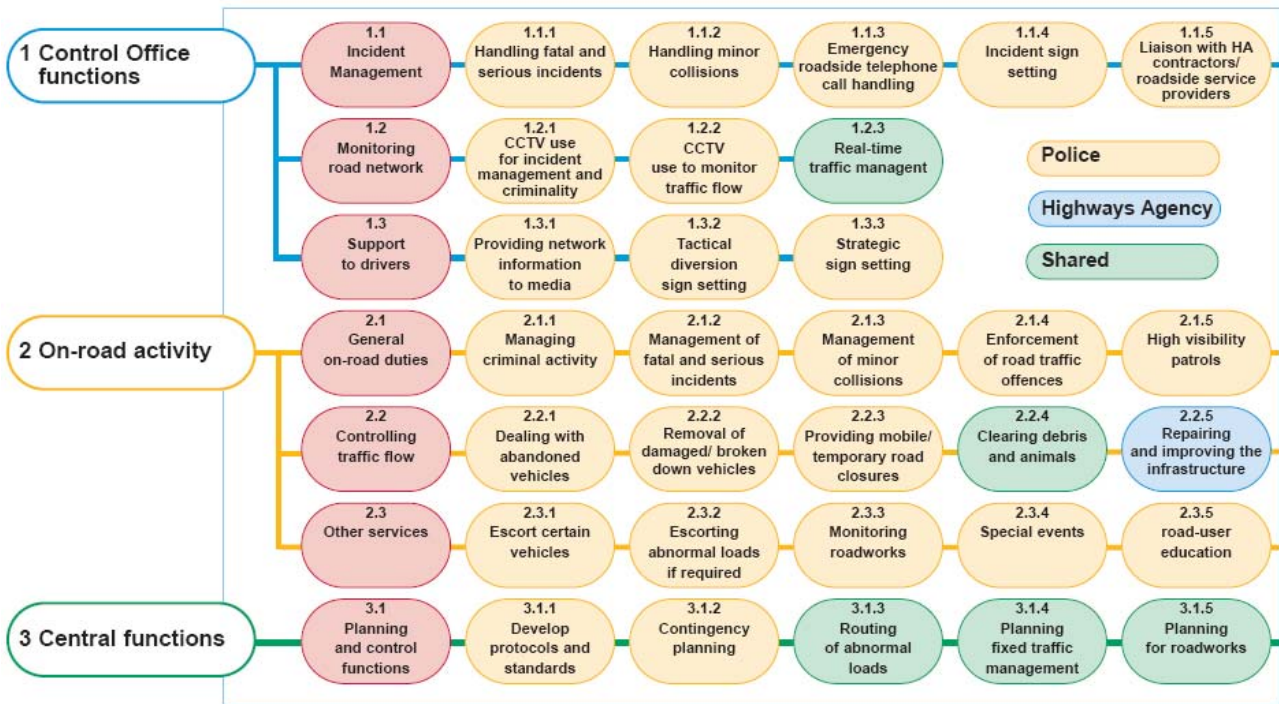 1 Control Office
functions
1.1
Incident
Management
1.1.1
Handling fatal and
serious incidents
1.1.2
Handling minor
collisions
1.1.3
Emergency
roadside telephone
call handling
1.1.4
Incident sign
setting
1.1.5
Liaison with HA
contractors/
roadside service
providers
1.2
Monitoring
road network
1.2.1
CCTV use
for incident
management and
criminality
1.2.2
CCTV
use to monitor
traffic flow
1.2.3
Real-time
traffic managent
Police
Highways Agency
Shared
1.3
Support
to drivers
1.3.1
Providing network
information
to media
1.3.2
Tactical
diversion
sign setting
1.3.3
Strategic
sign setting
2 On-road activity
2.1
General
on-road duties
2.1.1
Managing
criminal activity
2.1.2
Management of
fatal and serious
incidents
2.1.3
Management
of minor
collisions
2.1.4
Enforcement
of road traffic
offences
2.1.5
High visibility
patrols
2.2
Controlling
traffic flow
2.2.1
Dealing with
abandoned
vehicles
2.2.2
Removal of
damaged/ broken
down vehicles
2.2.3
Providing mobile/
temporary road
closures
2.2.4
Clearing debris
and animals
2.2.5
Repairing
and improving the
infrastructure
2.3
Other services
2.3.1
Escort certain
vehicles
2.3.2
Escorting
abnormal loads
if required
2.3.3
Monitoring
roadworks
2.3.4
Special events
2.3.5
road-user
education
3 Central functions
3.1
Planning
and control
functions
3.1.1
Develop
protocols and
standards
3.1.2
Contingency
planning
3.1.3
Routing
of abnormal
loads
3.1.4
Planning
fixed traffic
management
3.1.5
Planning
for roadworks